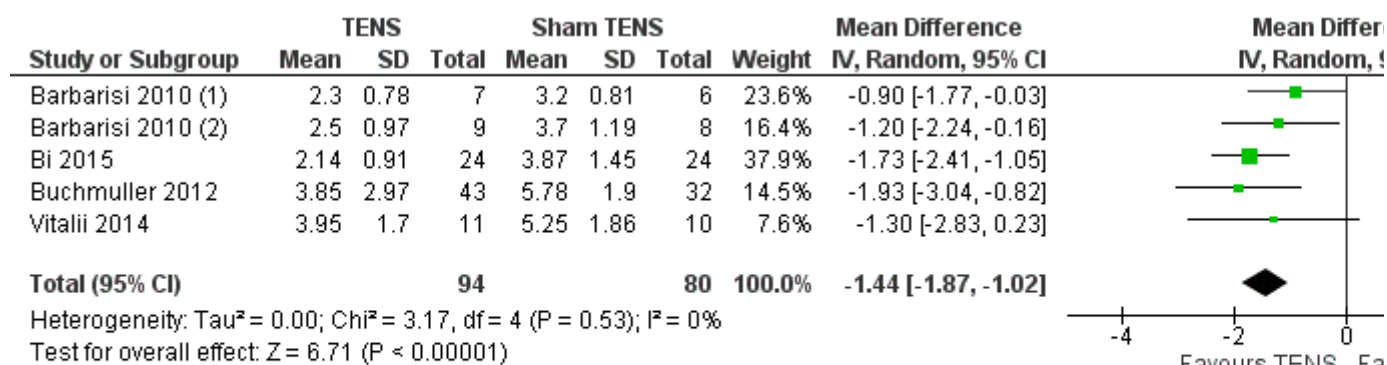 TENS Sham TENS Mean Difference Mean Differ
Study or Subgroup Mean SD Total Mean SD Total Weight IV, Random, 95% CI IV, Random, 9
Barbarisi 2010 (1) 2.3 0.78 7 3.2 0.81 6 23.6% -0.90 [-1.77, -0.03]
Barbarisi 2010 (2) 2.5 0.97 9 3.7 1.19 8 16.4% -1.20 [-2.24, -0.16]
Bi 2015 2.14 0.91 24 3.87 1.45 24 37.9% -1.73 [-2.41, -1.05]
Buchmuller 2012 3.85 2.97 43 5.78 1.9 32 14.5% -1.93 [-3.04, -0.82]
Vitalii 2014 3.95 1.7 11 5.25 1.86 10 7.6% -1.30 [-2.83, 0.23]
Total (95% CI) 94 80 100.0% -1.44 [-1.87, -1.02]
Heterogeneity: Tau² = 0.00; Chi² = 3.17, df = 4 (P = 0.53); I² = 0%
Test for overall effect: Z = 6.71 (P < 0.00001)
-4 -2 0
Favours TENS Fa